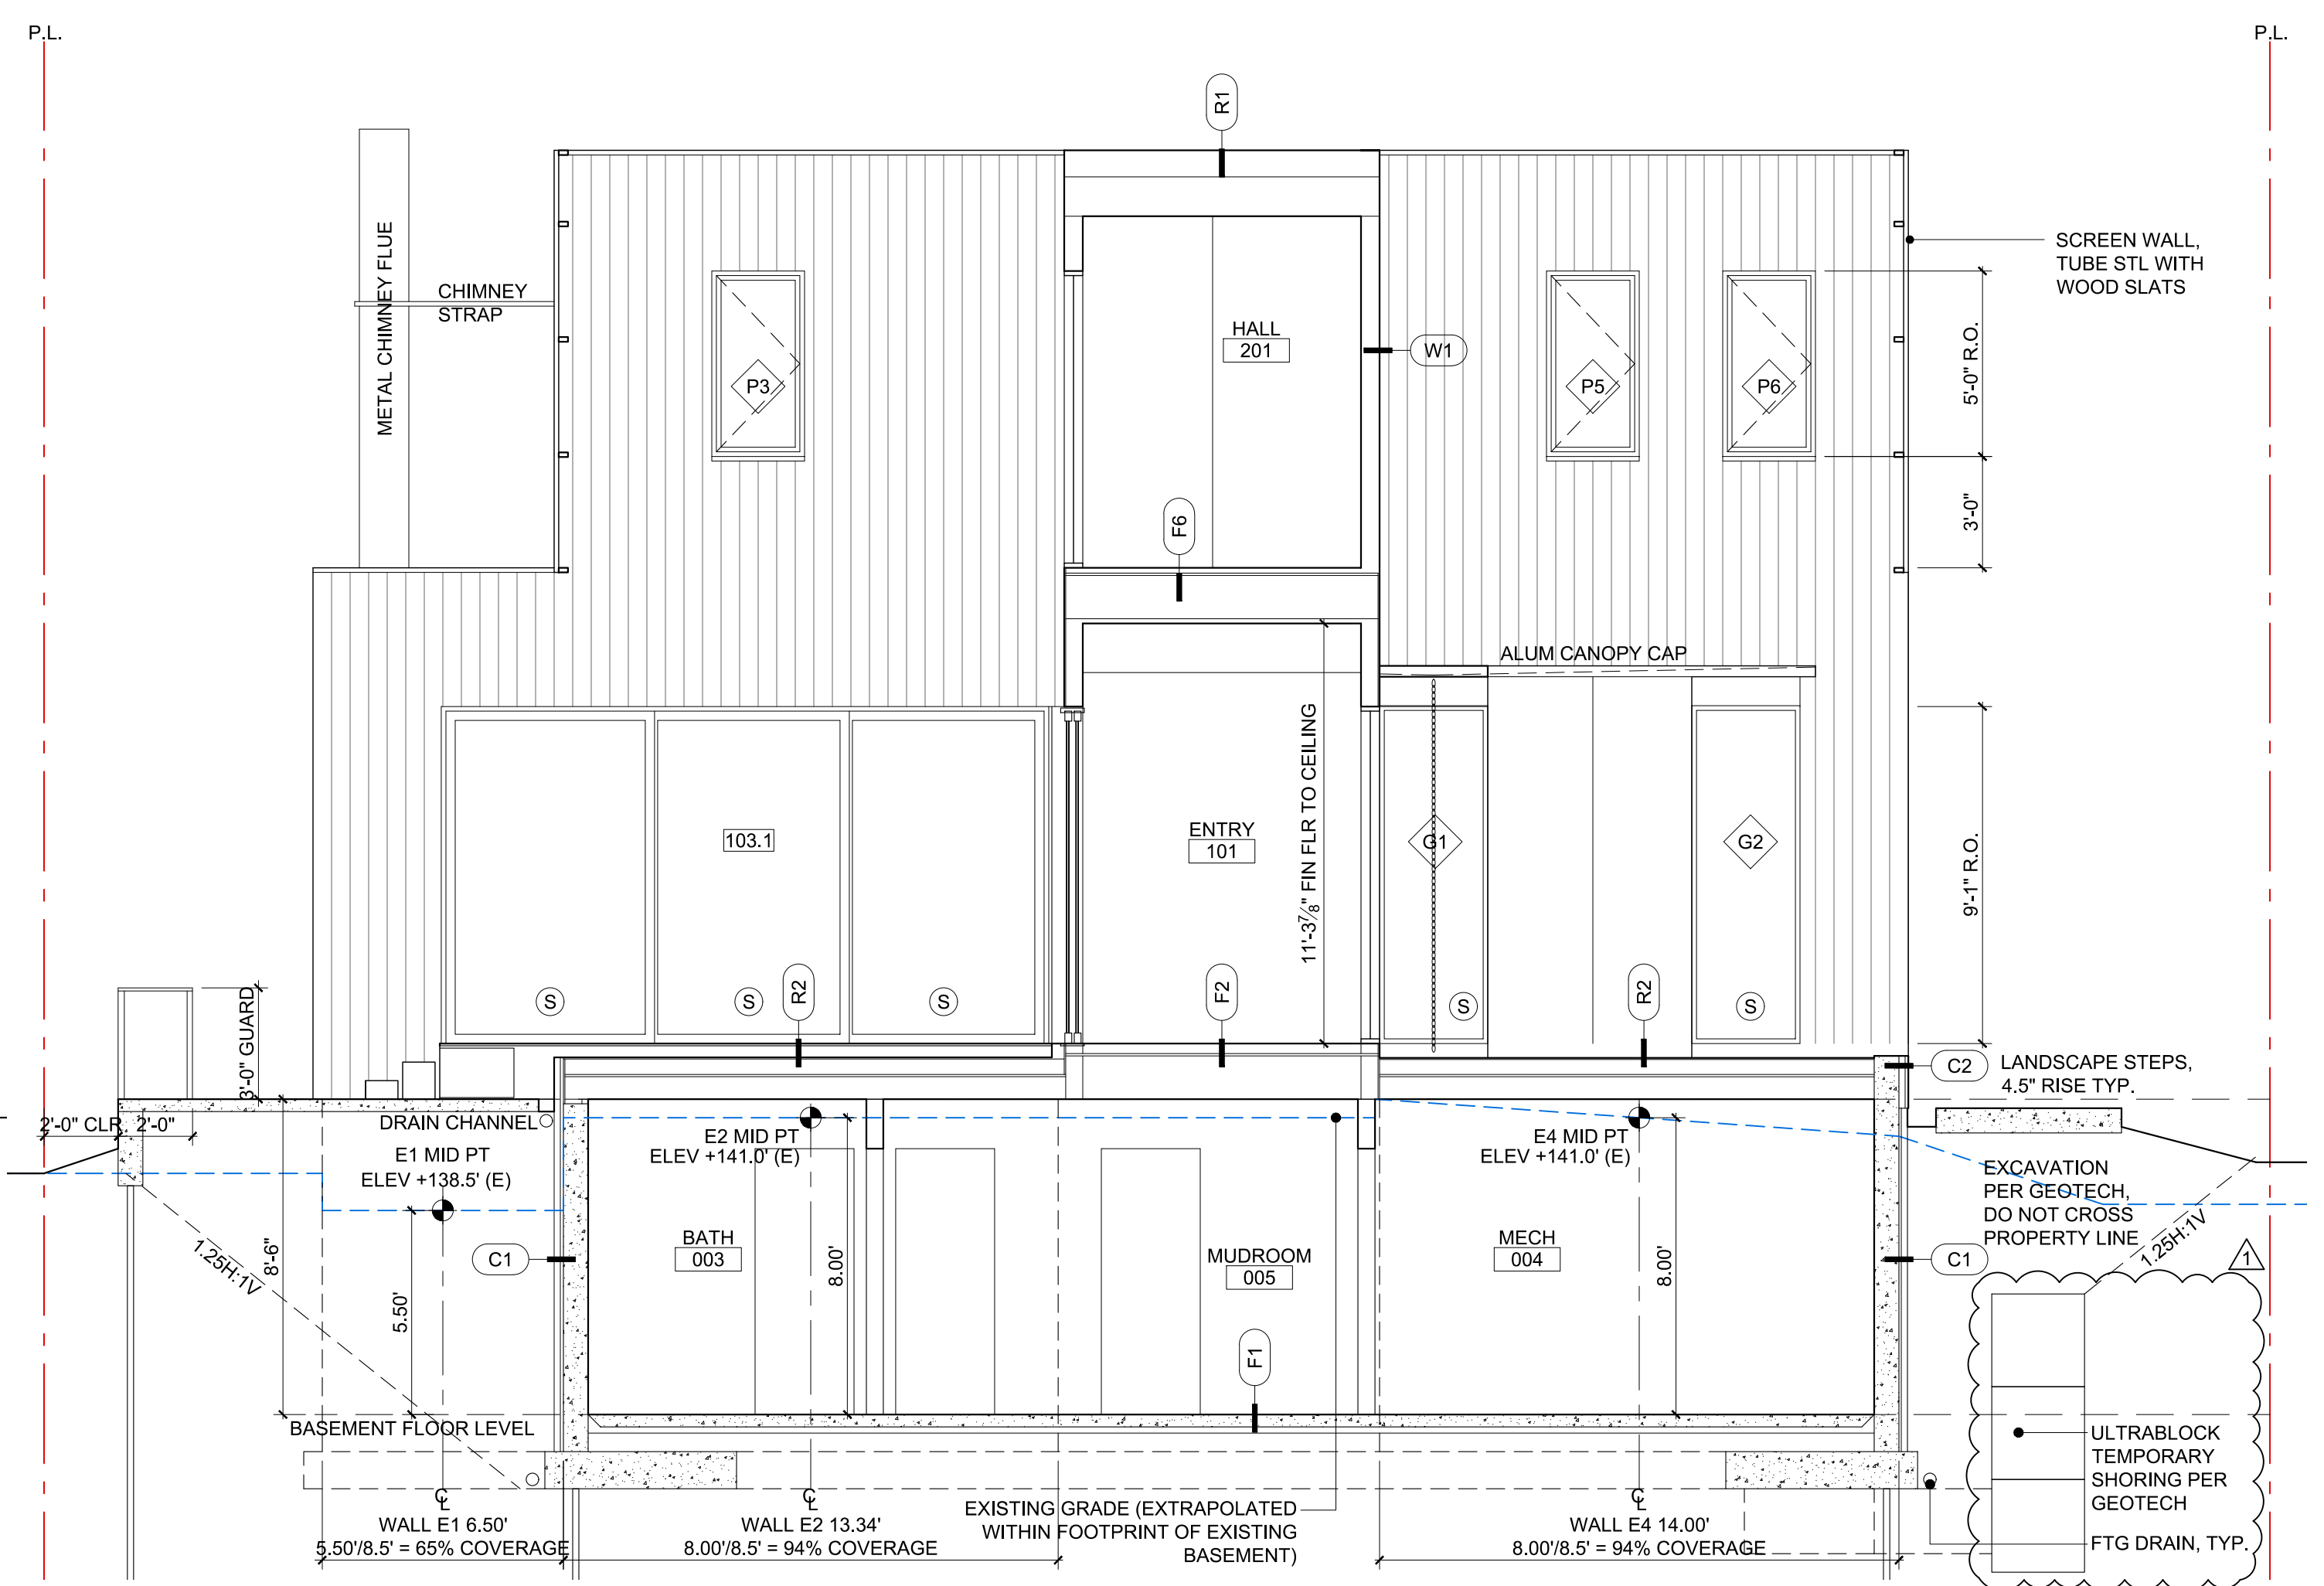 P.L.
P.L.
R1
METAL CHIMNEY FLUE
CHIMNEY
STRAP
SCREEN WALL,
TUBE STL WITH
WOOD SLATS
HALL
201
W1
P3
P5
P6
5'-0" R.O.
3'-0"
F6
ALUM CANOPY CAP
11'-3⅞" FIN FLR TO CEILING
103.1
ENTRY
101
G1
G2
9'-1" R.O.
S
S
S
R2
F2
S
R2
S
3'-0" GUARD
C2
LANDSCAPE STEPS,
4.5" RISE TYP.
2'-0" CLR
2'-0"
DRAIN CHANNEL
E1 MID PT
ELEV +138.5' (E)
E2 MID PT
ELEV +141.0' (E)
E4 MID PT
ELEV +141.0' (E)
EXCAVATION
PER GEOTECH,
DO NOT CROSS
PROPERTY LINE
1.25H:1V
8'-6"
5.50'
C1
BATH
003
8.00'
MUDROOM
005
MECH
004
8.00'
C1
1.25H:1V
1
F1
BASEMENT FLOOR LEVEL
ULTRABLOCK
TEMPORARY
SHORING PER
GEOTECH
FTG DRAIN, TYP.
CL
WALL E1 6.50'
5.50'/8.5' = 65% COVERAGE
CL
WALL E2 13.34'
8.00'/8.5' = 94% COVERAGE
EXISTING GRADE (EXTRAPOLATED
WITHIN FOOTPRINT OF EXISTING
BASEMENT)
CL
WALL E4 14.00'
8.00'/8.5' = 94% COVERAGE